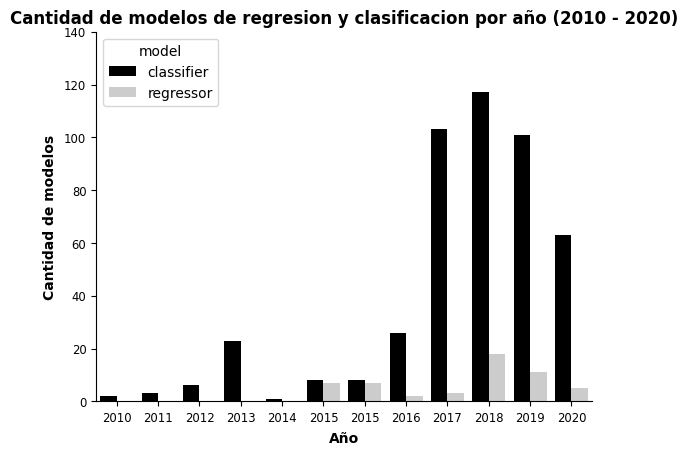 Cantidad de modelos de regresion y clasificacion por año (2010 - 2020)
140
model
classifier
regressor
120
100
80
60
40
20
0
Cantidad de modelos
2010 2011 2012 2013 2014 2015 2015 2016 2017 2018 2019 2020
Año